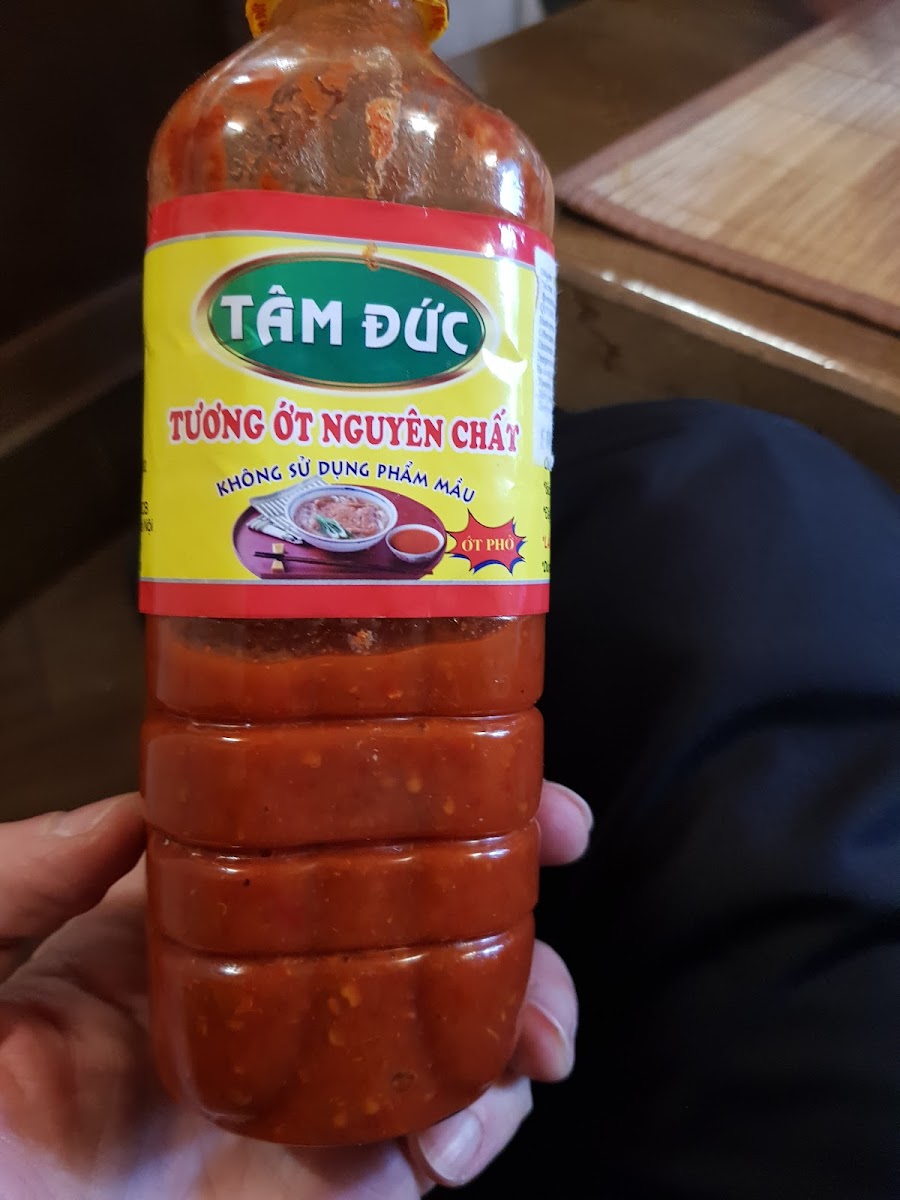 TÂM ĐỨC
TƯƠNG ỚT NGUYÊN CHẤT
KHÔNG SỬ DỤNG PHẨM MẦU
ỚT PHỞ